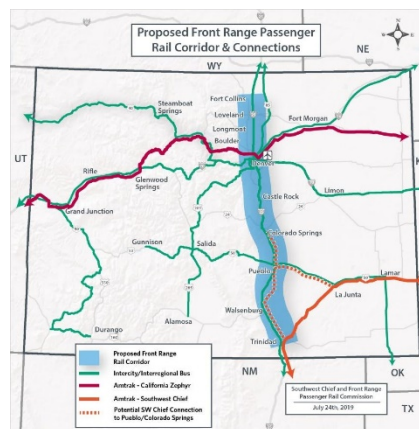 Proposed Front Range Passenger
Rail Corridor & Connections
WY
NE
Steamboat
Springs
Fort Collins
Loveland
Longmont
Boulder
Fort Morgan
UT
Rifle
Glenwood
Springs
Denver
Limon
Grand Junction
Castle Rock
Colorado Springs
Gunnison
Salida
Pueblo
Lamar
La Junta
Alamosa
Walsenburg
Durango
Trinidad
NM
OK
TX
Proposed Front Range
Rail Corridor
Intercity/Interregional Bus
Amtrak - California Zephyr
Amtrak - Southwest Chief
Potential SW Chief Connection
to Pueblo/Colorado Springs
Southwest Chief and Front Range
Passenger Rail Commission
July 24th, 2019